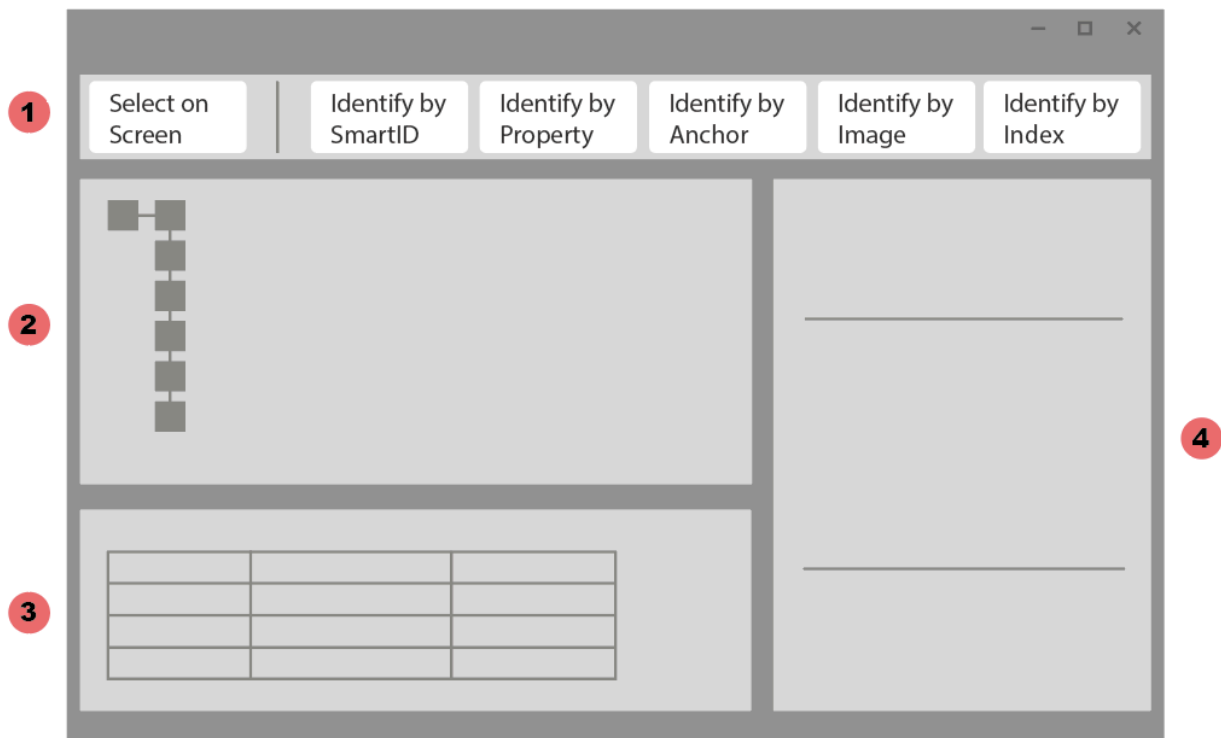 1
Select on
Screen
Identify by
SmartID
Identify by
Property
Identify by
Anchor
Identify by
Image
Identify by
Index
2
4
3